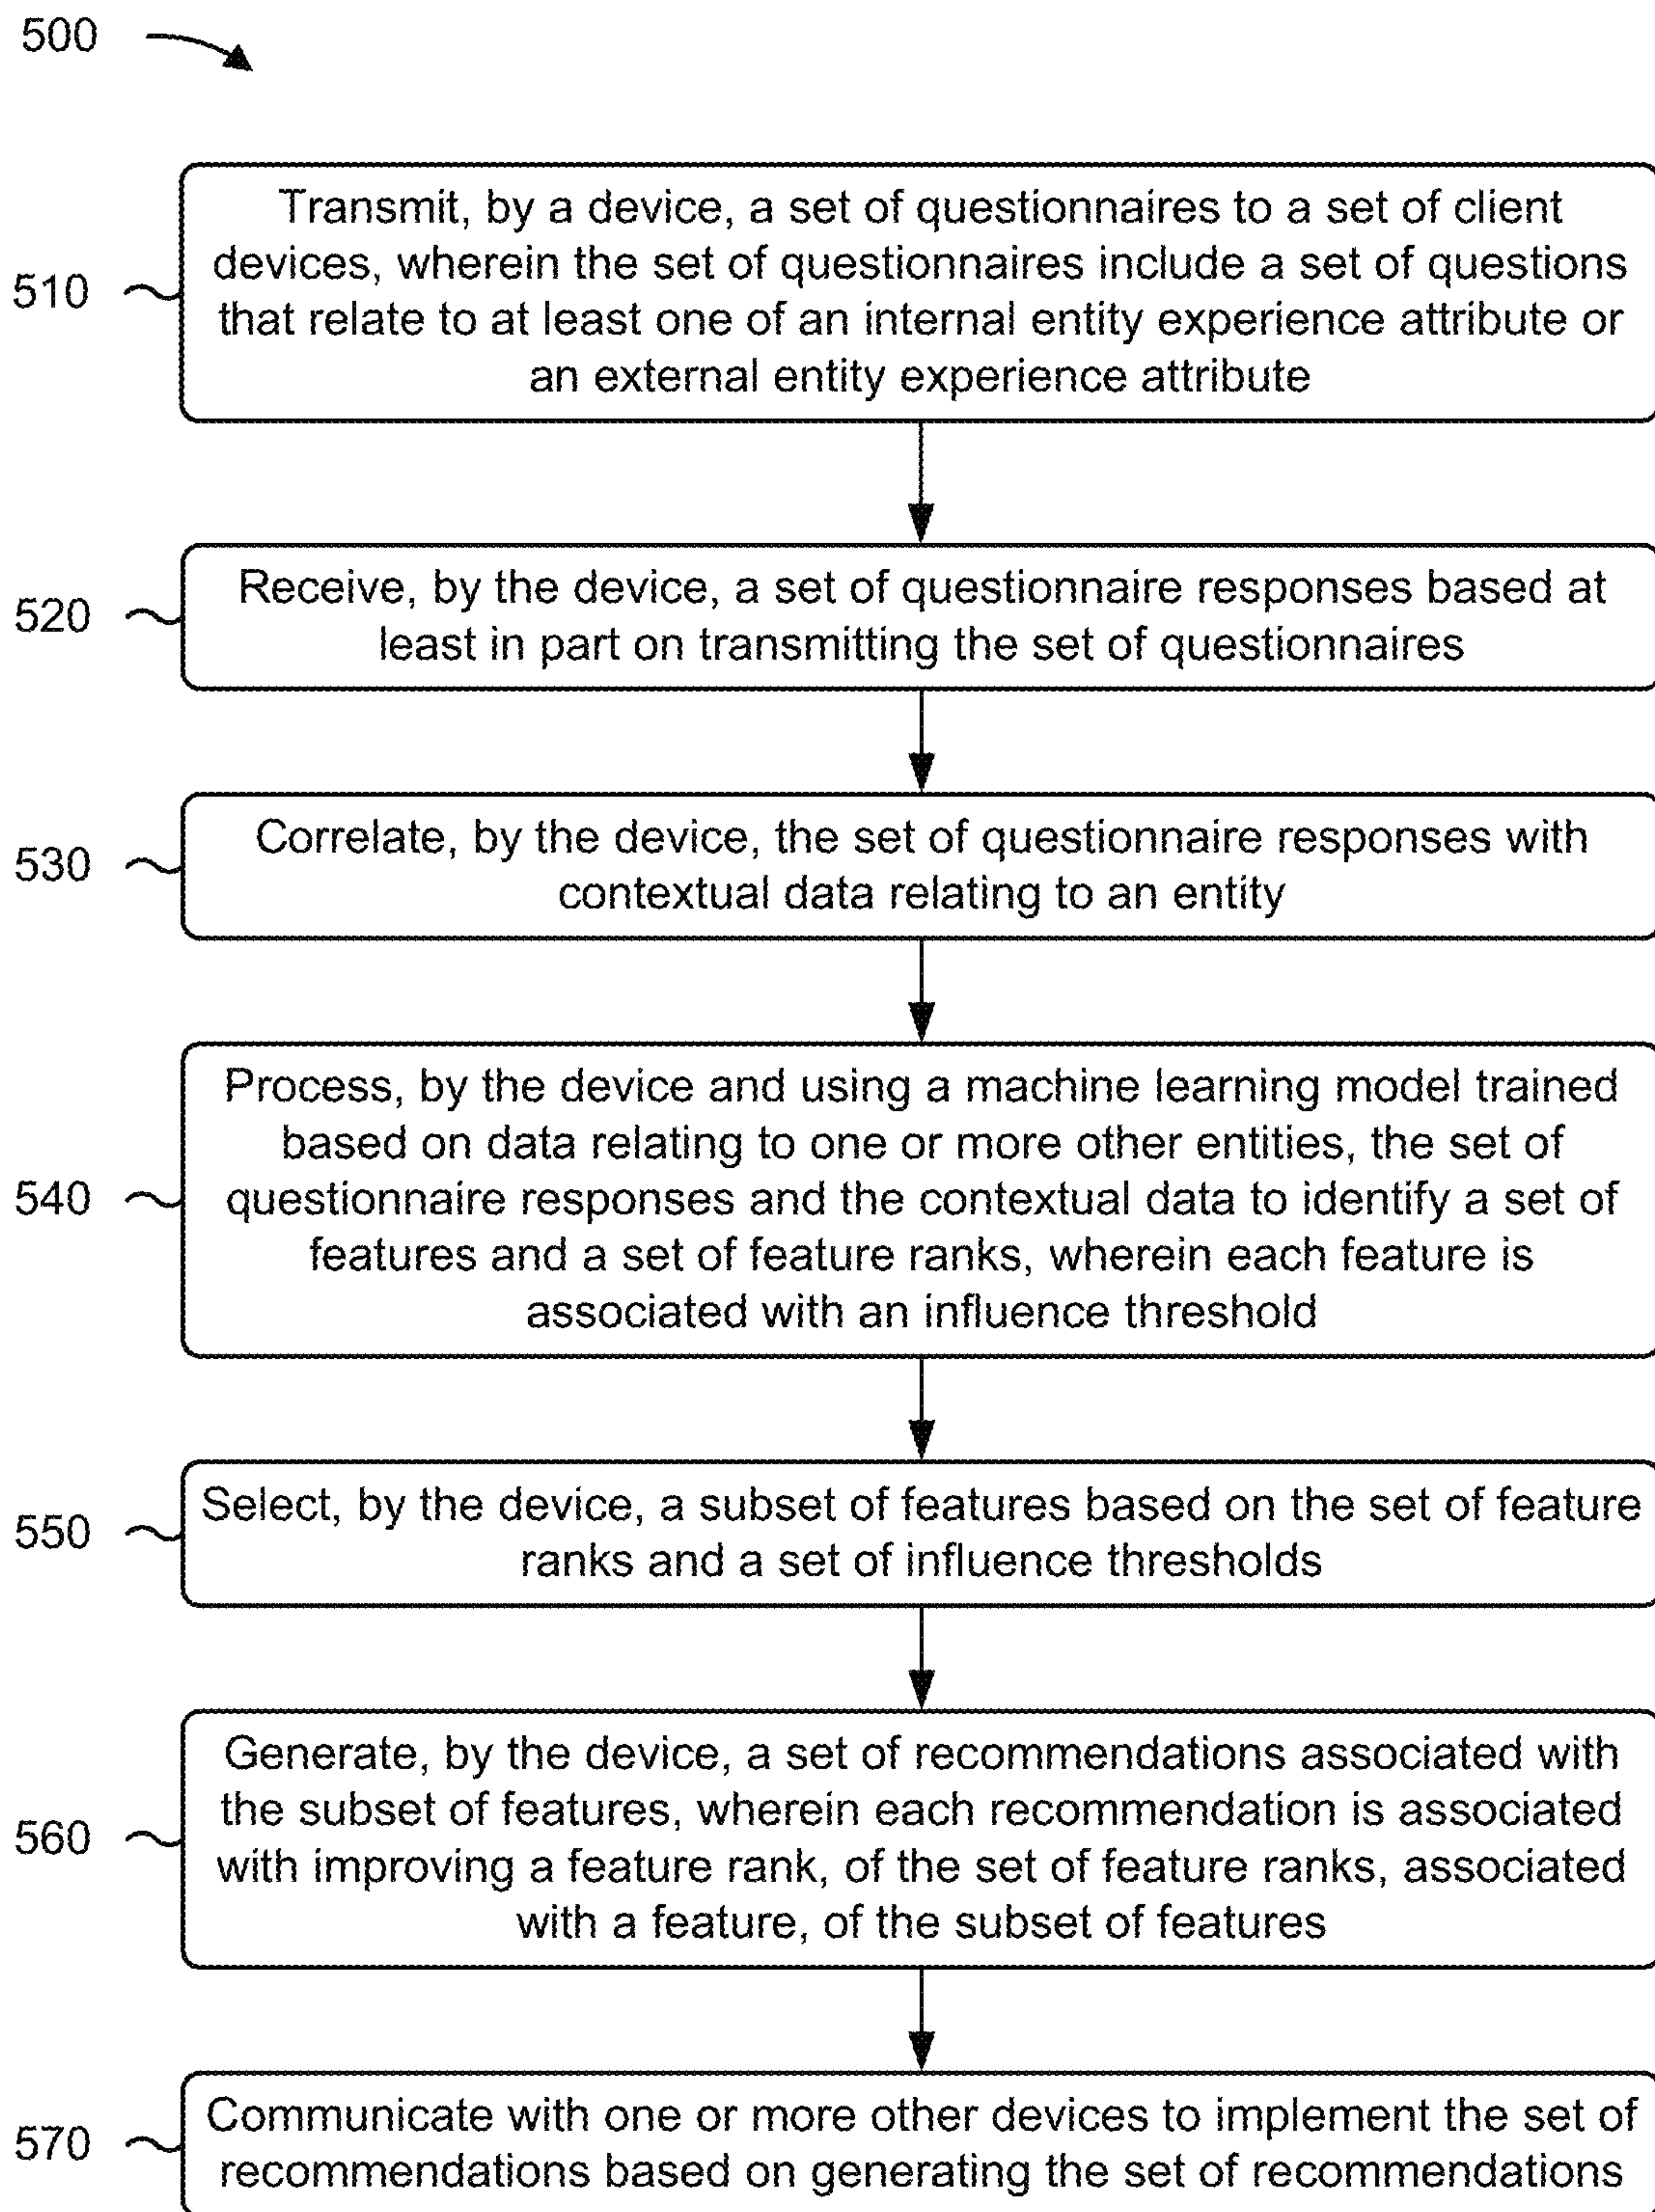 500
Transmit, by a device, a set of questionnaires to a set of client
devices, wherein the set of questionnaires include a set of questions
that relate to at least one of an internal entity experience attribute or
an external entity experience attribute
510
Receive, by the device, a set of questionnaire responses based at
least in part on transmitting the set of questionnaires
520
Correlate, by the device, the set of questionnaire responses with
contextual data relating to an entity
530
Process, by the device and using a machine learning model trained
based on data relating to one or more other entities, the set of
questionnaire responses and the contextual data to identify a set of
features and a set of feature ranks, wherein each feature is
associated with an influence threshold
540
Select, by the device, a subset of features based on the set of feature
ranks and a set of influence thresholds
550
Generate, by the device, a set of recommendations associated with
the subset of features, wherein each recommendation is associated
with improving a feature rank, of the set of feature ranks, associated
with a feature, of the subset of features
560
Communicate with one or more other devices to implement the set of
recommendations based on generating the set of recommendations
570